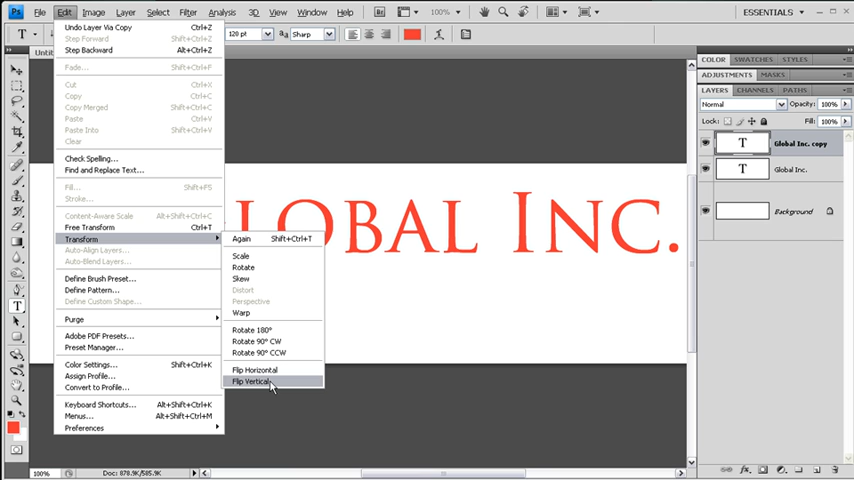 File Edit Image Layer Select Filter Analysis 3D View Window Help 100% ESSENTIALS
T 120 pt aa Sharp
Undo Layer Via Copy Ctrl+Z
Step Forward Shift+Ctrl+Z
Step Backward Alt+Ctrl+Z
Fade... Shift+Ctrl+F
Cut Ctrl+X
Copy Ctrl+C
Copy Merged Shift+Ctrl+C
Paste Ctrl+V
Paste Into Shift+Ctrl+V
Clear
Check Spelling...
Find and Replace Text...
Fill... Shift+F5
Stroke...
Content-Aware Scale Alt+Shift+Ctrl+C
Free Transform Ctrl+T
Transform
Auto-Align Layers...
Auto-Blend Layers...
Define Brush Preset...
Define Pattern...
Define Custom Shape...
Purge
Adobe PDF Presets...
Preset Manager...
Color Settings... Shift+Ctrl+K
Assign Profile...
Convert to Profile...
Keyboard Shortcuts... Alt+Shift+Ctrl+K
Menus... Alt+Shift+Ctrl+M
Preferences
Again Shift+Ctrl+T
Scale
Rotate
Skew
Distort
Perspective
Warp
Rotate 180°
Rotate 90° CW
Rotate 90° CCW
Flip Horizontal
Flip Vertical
LOBAL INC.
COLOR SWATCHES STYLES
ADJUSTMENTS MASKS
LAYERS CHANNELS PATHS
Normal Opacity: 100%
Lock: Fill: 100%
T Global Inc. copy
T Global Inc.
Background
100% Doc: 878.9K/585.9K